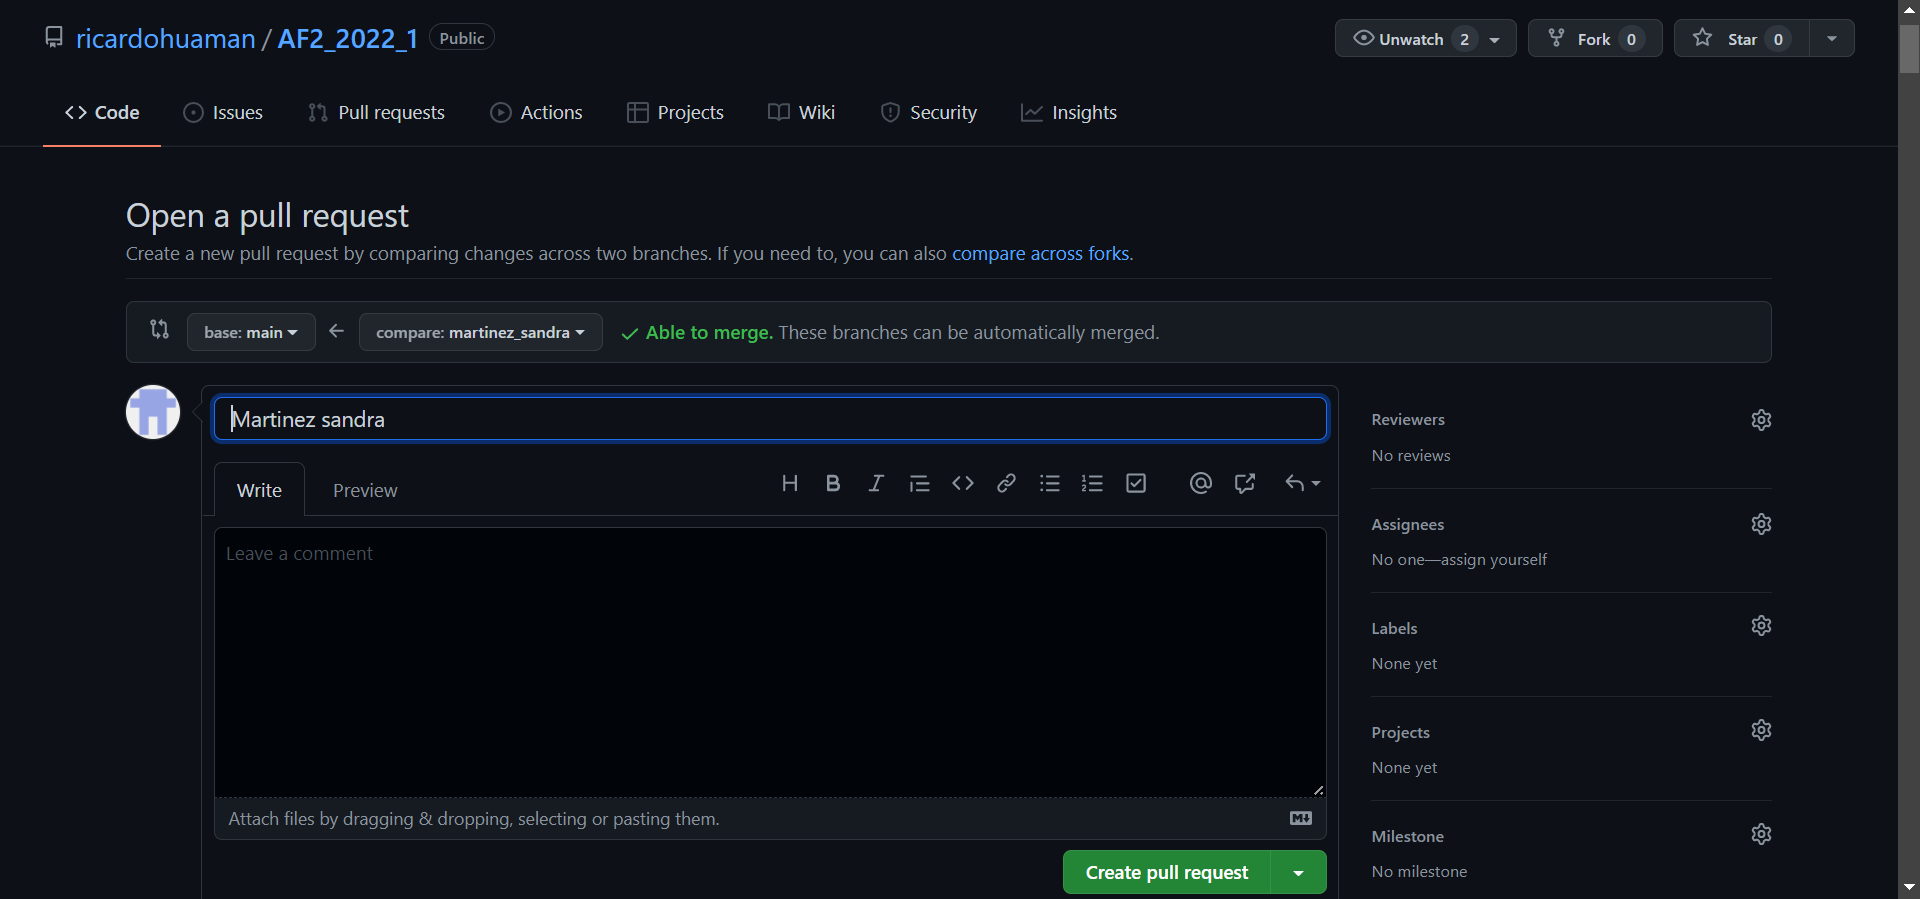 ricardohuaman / AF2_2022_1 Public
Unwatch 2 Fork 0 Star 0
Code Issues Pull requests Actions Projects Wiki Security Insights
Open a pull request
Create a new pull request by comparing changes across two branches. If you need to, you can also compare across forks.
base: main compare: martinez_sandra Able to merge. These branches can be automatically merged.
Martinez sandra
Write Preview
Leave a comment
Attach files by dragging & dropping, selecting or pasting them.
Create pull request
Reviewers
No reviews
Assignees
No one—assign yourself
Labels
None yet
Projects
None yet
Milestone
No milestone